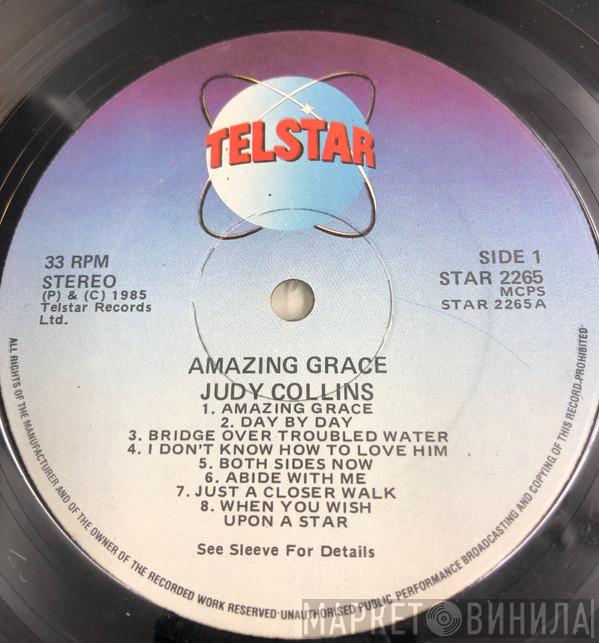 TELSTAR
33 RPM
STEREO
(P) & (C) 1985
Telstar Records
Ltd.
SIDE 1
STAR 2265
MCPS
STAR 2265A
AMAZING GRACE
JUDY COLLINS
1. AMAZING GRACE
2. DAY BY DAY
3. BRIDGE OVER TROUBLED WATER
4. I DON'T KNOW HOW TO LOVE HIM
5. BOTH SIDES NOW
6. ABIDE WITH ME
7. JUST A CLOSER WALK
8. WHEN YOU WISH
UPON A STAR
See Sleeve For Details
ALL RIGHTS OF THE MANUFACTURER AND OF THE OWNER OF THE RECORDED WORK RESERVED UNAUTHORISED PUBLIC PERFORMANCE BROADCASTING AND COPYING OF THIS RECORD PROHIBITED
МАРКЕТ ВИНИЛА